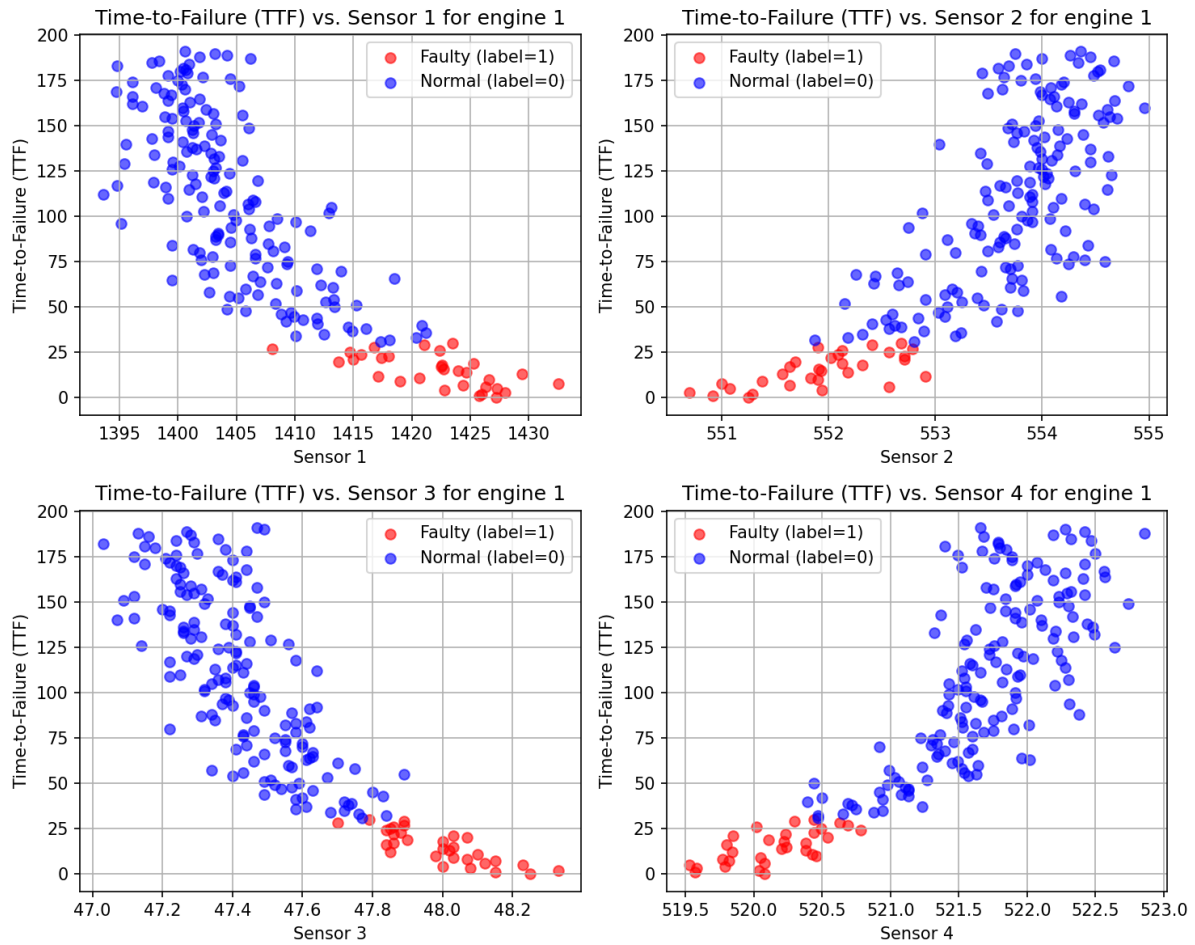 Time-to-Failure (TTF) vs. Sensor 1 for engine 1
200
175
150
125
100
75
50
25
0
Time-to-Failure (TTF)
Faulty (label=1)
Normal (label=0)
1395 1400 1405 1410 1415 1420 1425 1430
Sensor 1
Time-to-Failure (TTF) vs. Sensor 2 for engine 1
200
175
150
125
100
75
50
25
0
Time-to-Failure (TTF)
Faulty (label=1)
Normal (label=0)
551 552 553 554 555
Sensor 2
Time-to-Failure (TTF) vs. Sensor 3 for engine 1
200
175
150
125
100
75
50
25
0
Time-to-Failure (TTF)
Faulty (label=1)
Normal (label=0)
47.0 47.2 47.4 47.6 47.8 48.0 48.2
Sensor 3
Time-to-Failure (TTF) vs. Sensor 4 for engine 1
200
175
150
125
100
75
50
25
0
Time-to-Failure (TTF)
Faulty (label=1)
Normal (label=0)
519.5 520.0 520.5 521.0 521.5 522.0 522.5 523.0
Sensor 4